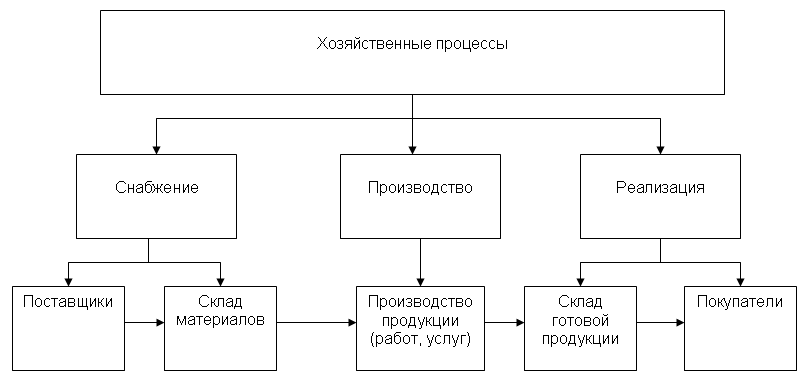 Хозяйственные процессы
Снабжение
Производство
Реализация
Поставщики
Склад
материалов
Производство
продукции
(работ, услуг)
Склад
готовой
продукции
Покупатели